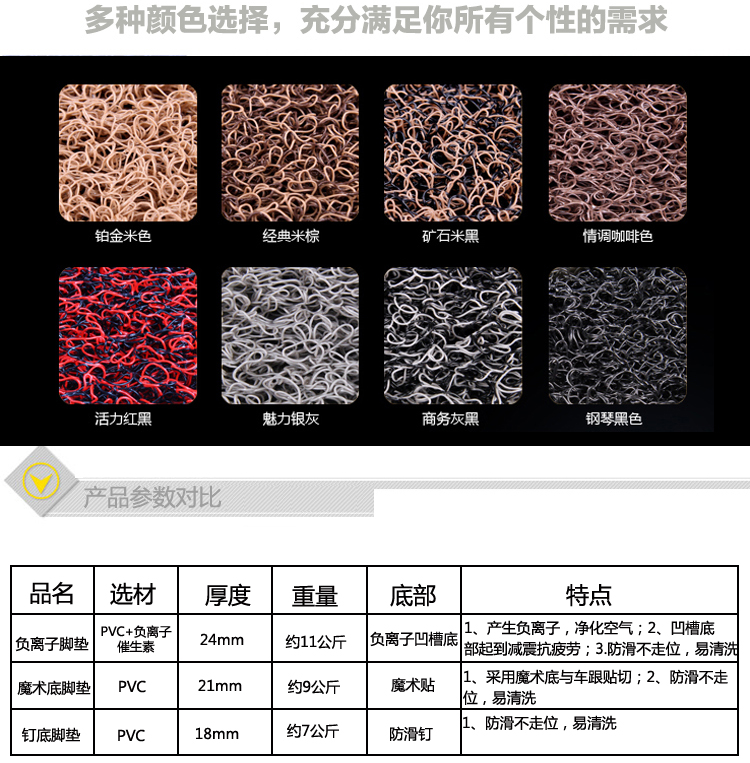 多种颜色选择，充分满足你所有个性的需求
铂金米色 经典米棕 矿石米黑 情调咖啡色
活力红黑 魅力银灰 商务灰黑 钢琴黑色
产品参数对比
品名 选材 厚度 重量 底部 特点
负离子脚垫 PVC+负离子催生素 24mm 约11公斤 负离子凹槽底 1、产生负离子，净化空气；2、凹槽底
部起到减震抗疲劳；3.防滑不走位，易清洗
魔术底脚垫 PVC 21mm 约9公斤 魔术贴 1、采用魔术底与车跟贴切；2、防滑不走
位，易清洗
钉底脚垫 PVC 18mm 约7公斤 防滑钉 1、防滑不走位，易清洗